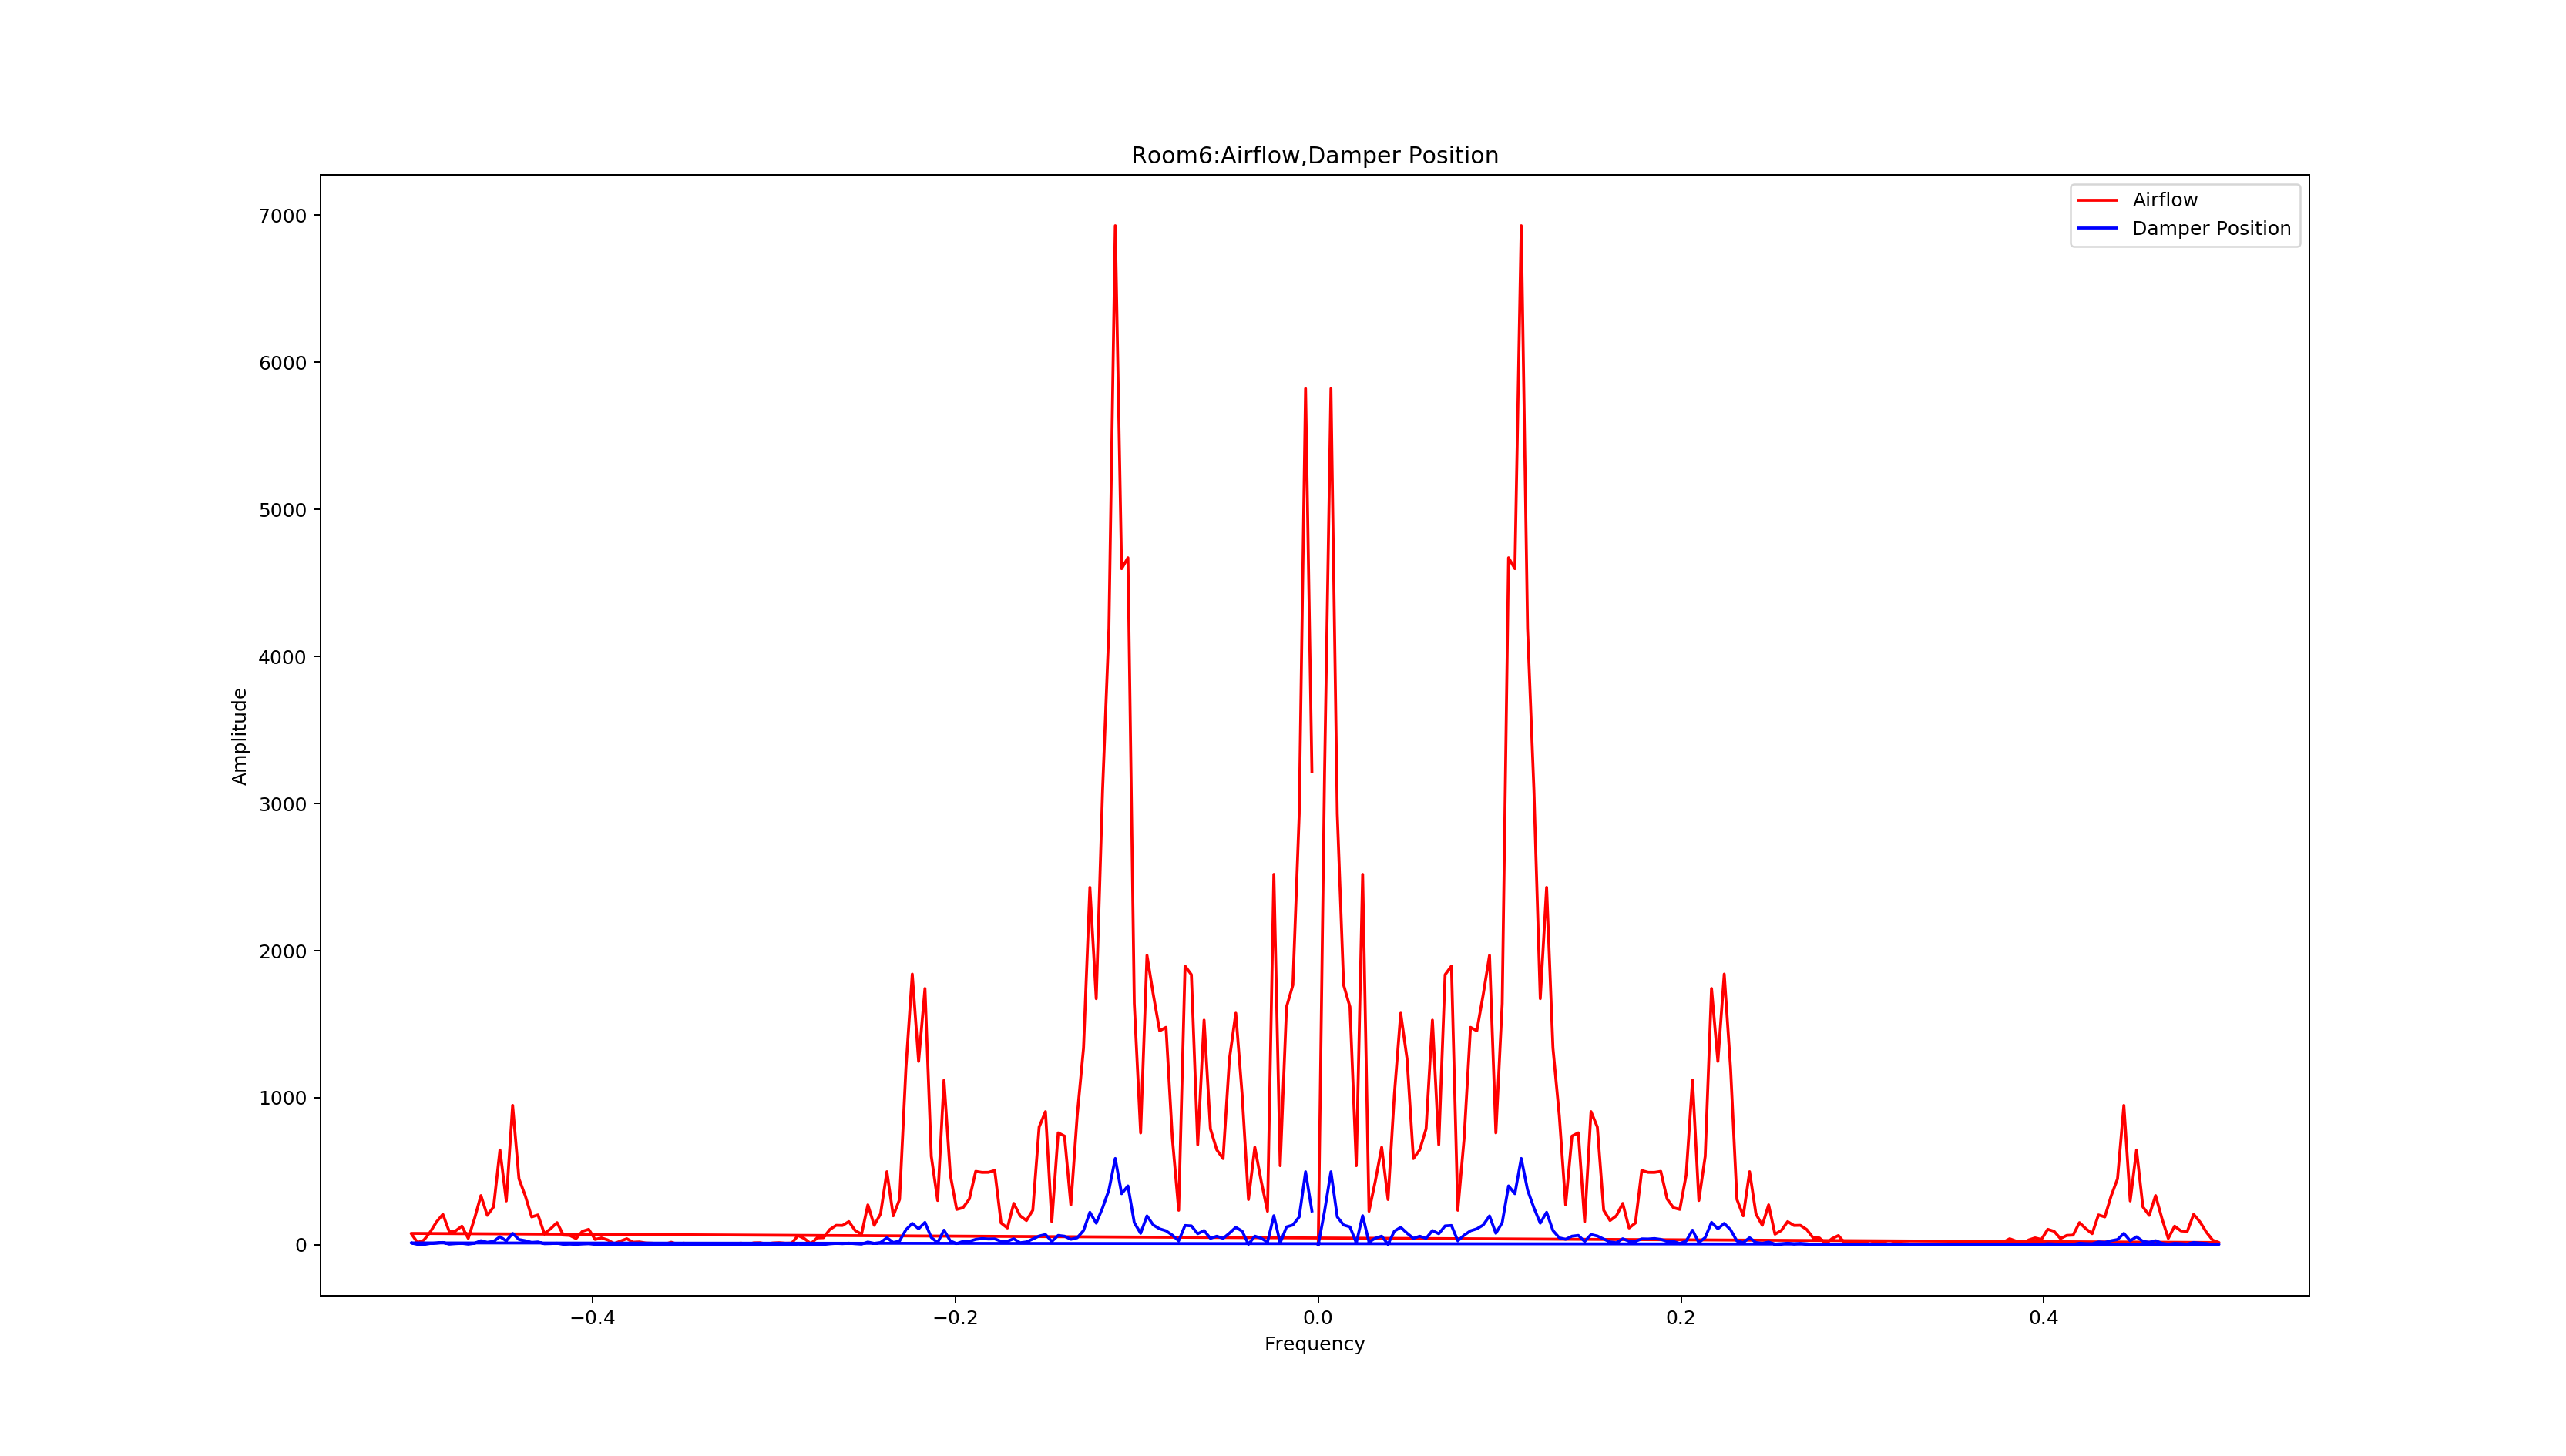 Room6:Airflow,Damper Position
Airflow
Damper Position
7000
6000
5000
4000
3000
2000
1000
0
Amplitude
−0.4
−0.2
0.0
0.2
0.4
Frequency